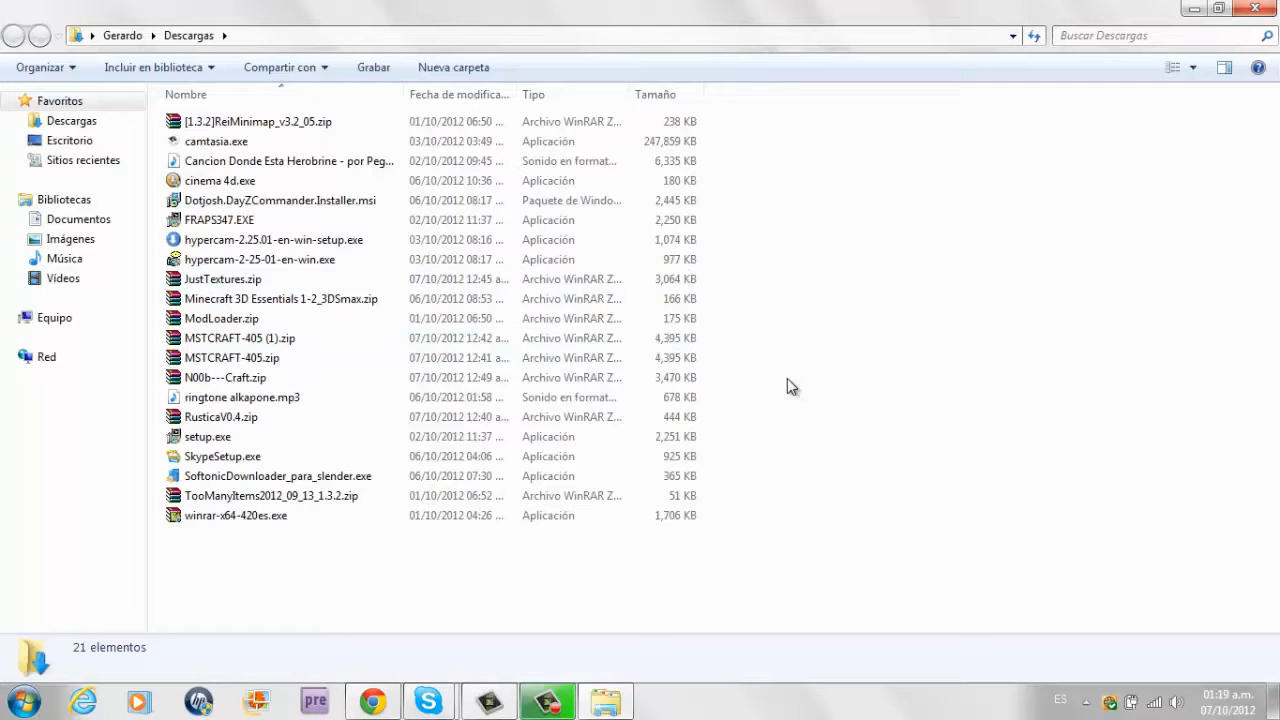 Gerardo Descargas Buscar Descargas
Organizar Incluir en biblioteca Compartir con Grabar Nueva carpeta
Nombre Fecha de modifica... Tipo Tamaño
Favoritos
Descargas
Escritorio
Sitios recientes
Bibliotecas
Documentos
Imágenes
Música
Vídeos
Equipo
Red
[1.3.2]ReiMinimap_v3.2_05.zip 01/10/2012 06:50 ... Archivo WinRAR Z... 238 KB
camtasia.exe 03/10/2012 03:49 ... Aplicación 247,859 KB
Cancion Donde Esta Herobrine - por Peg... 02/10/2012 09:45 ... Sonido en format... 6,335 KB
cinema 4d.exe 06/10/2012 10:36 ... Aplicación 180 KB
Dotjosh.DayZCommander.Installer.msi 06/10/2012 08:17 ... Paquete de Windo... 2,445 KB
FRAPS347.EXE 02/10/2012 11:37 ... Aplicación 2,250 KB
hypercam-2.25.01-en-win-setup.exe 03/10/2012 08:16 ... Aplicación 1,074 KB
hypercam-2-25-01-en-win.exe 03/10/2012 08:17 ... Aplicación 977 KB
JustTextures.zip 07/10/2012 12:45 a... Archivo WinRAR Z... 3,064 KB
Minecraft 3D Essentials 1-2_3DSmax.zip 06/10/2012 08:53 ... Archivo WinRAR Z... 166 KB
ModLoader.zip 01/10/2012 06:50 ... Archivo WinRAR Z... 175 KB
MSTCRAFT-405 (1).zip 07/10/2012 12:42 a... Archivo WinRAR Z... 4,395 KB
MSTCRAFT-405.zip 07/10/2012 12:41 a... Archivo WinRAR Z... 4,395 KB
N00b---Craft.zip 07/10/2012 12:49 a... Archivo WinRAR Z... 3,470 KB
ringtone alkapone.mp3 06/10/2012 01:58 ... Sonido en format... 678 KB
RusticaV0.4.zip 07/10/2012 12:40 a... Archivo WinRAR Z... 444 KB
setup.exe 02/10/2012 11:37 ... Aplicación 2,251 KB
SkypeSetup.exe 06/10/2012 04:06 ... Aplicación 925 KB
SoftonicDownloader_para_slender.exe 06/10/2012 07:30 ... Aplicación 365 KB
TooManyItems2012_09_13_1.3.2.zip 01/10/2012 06:52 ... Archivo WinRAR Z... 51 KB
winrar-x64-420es.exe 01/10/2012 04:26 ... Aplicación 1,706 KB
21 elementos
pre
ES
01:19 a.m.
07/10/2012